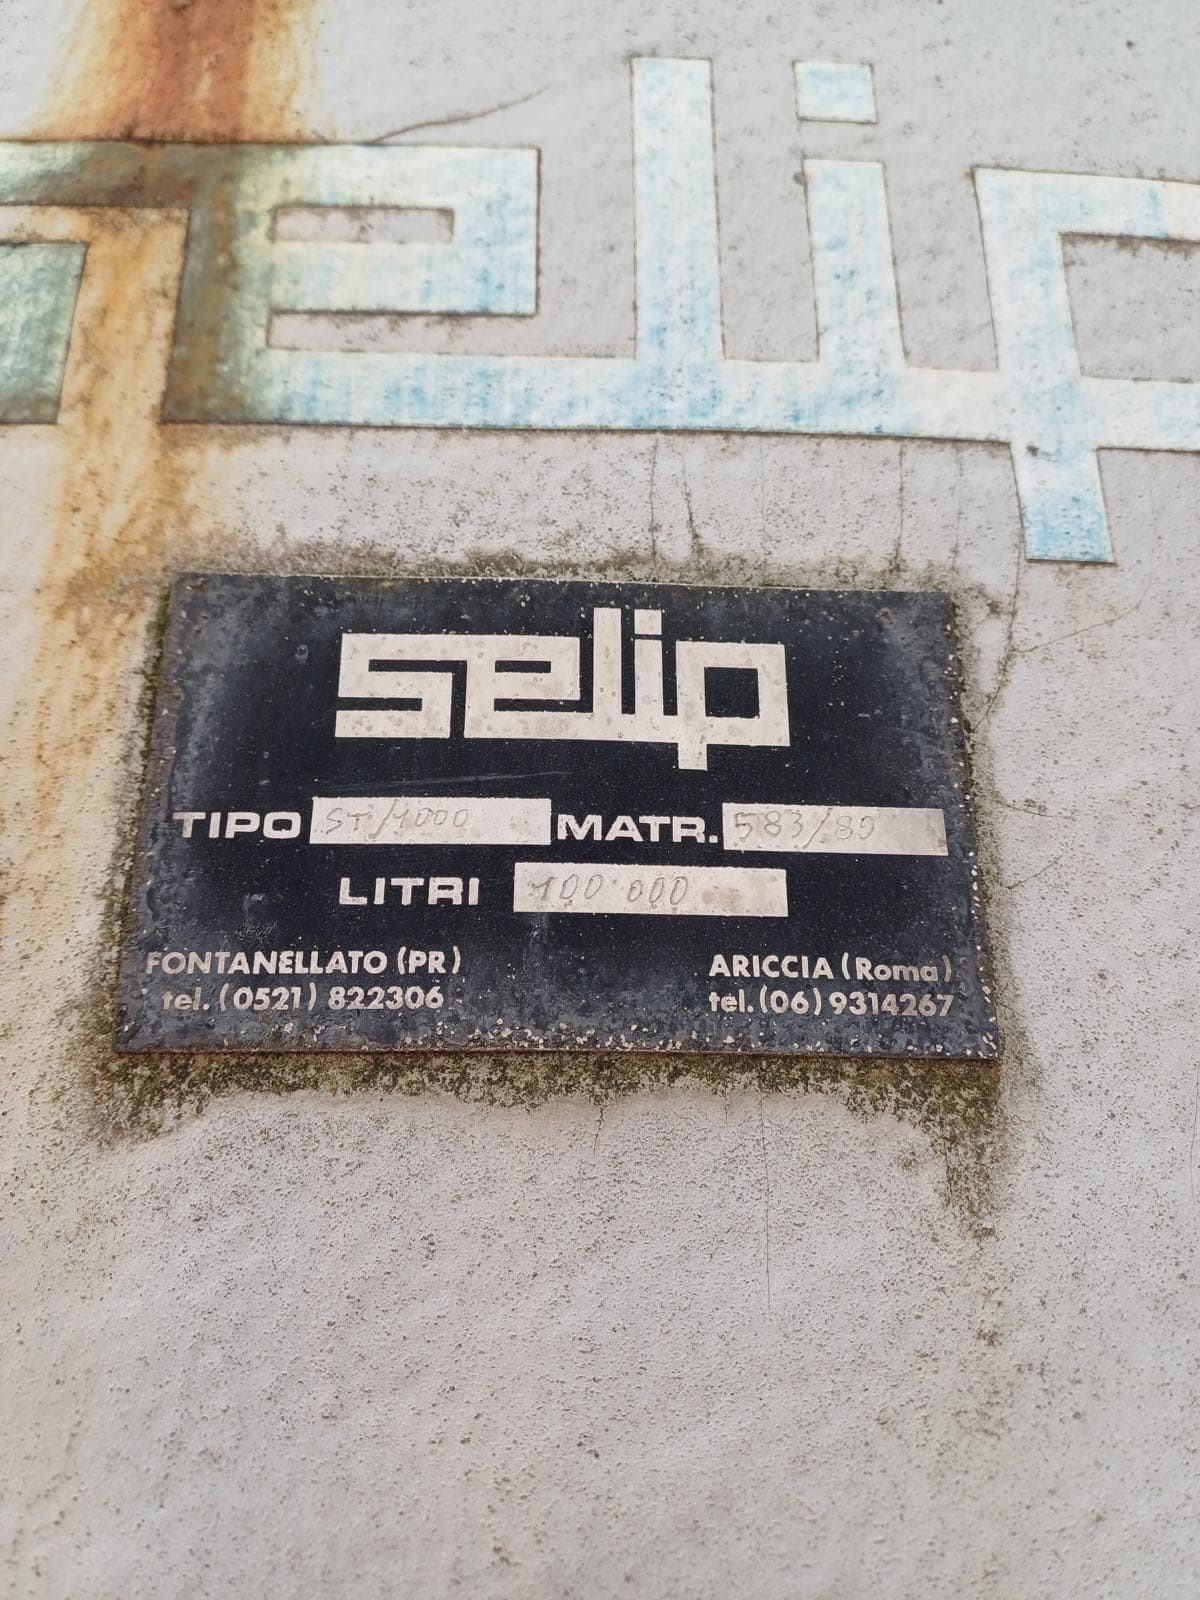 selip
selip
TIPO ST/1000 MATR. 583/80
LITRI 100.000
FONTANELLATO (PR) ARICCIA (Roma)
tel. (0521) 822306 tel. (06) 9314267